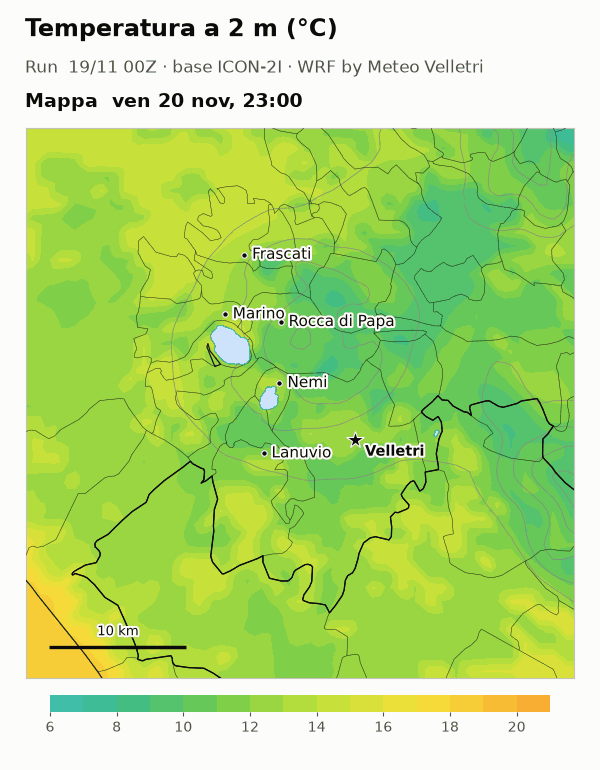 Temperatura a 2 m (°C)
Run  19/11 00Z · base ICON-2I · WRF by Meteo Velletri
Mappa  ven 20 nov, 23:00
Frascati
Marino
Rocca di Papa
Nemi
Velletri
Lanuvio
10 km
6 8 10 12 14 16 18 20